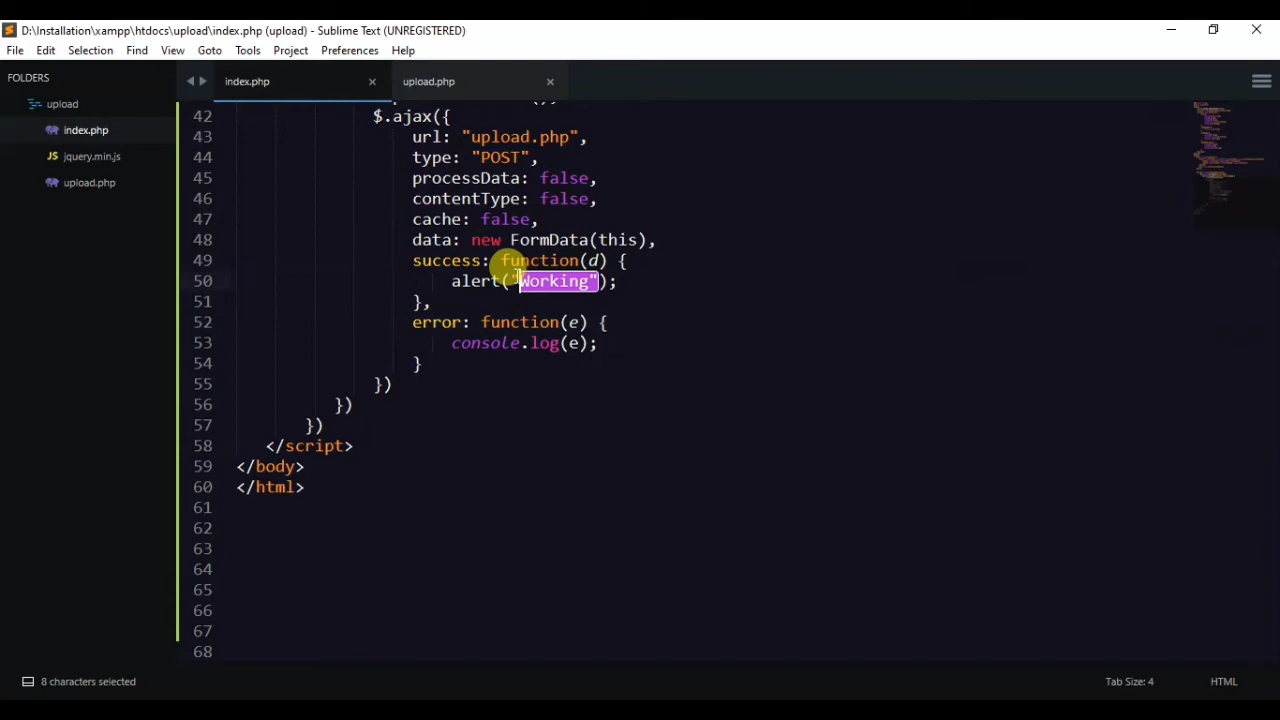 D:\Installation\xampp\htdocs\upload\index.php (upload) - Sublime Text (UNREGISTERED)
File Edit Selection Find View Goto Tools Project Preferences Help
FOLDERS
upload
index.php
jquery.min.js
upload.php
index.php
upload.php
42 $.ajax({
43 url: "upload.php",
44 type: "POST",
45 processData: false,
46 contentType: false,
47 cache: false,
48 data: new FormData(this),
49 success: function(d) {
50 alert("Working");
51 },
52 error: function(e) {
53 console.log(e);
54 }
55 })
56 })
57 })
58 </script>
59 </body>
60 </html>
61
62
63
64
65
66
67
68
8 characters selected
Tab Size: 4
HTML